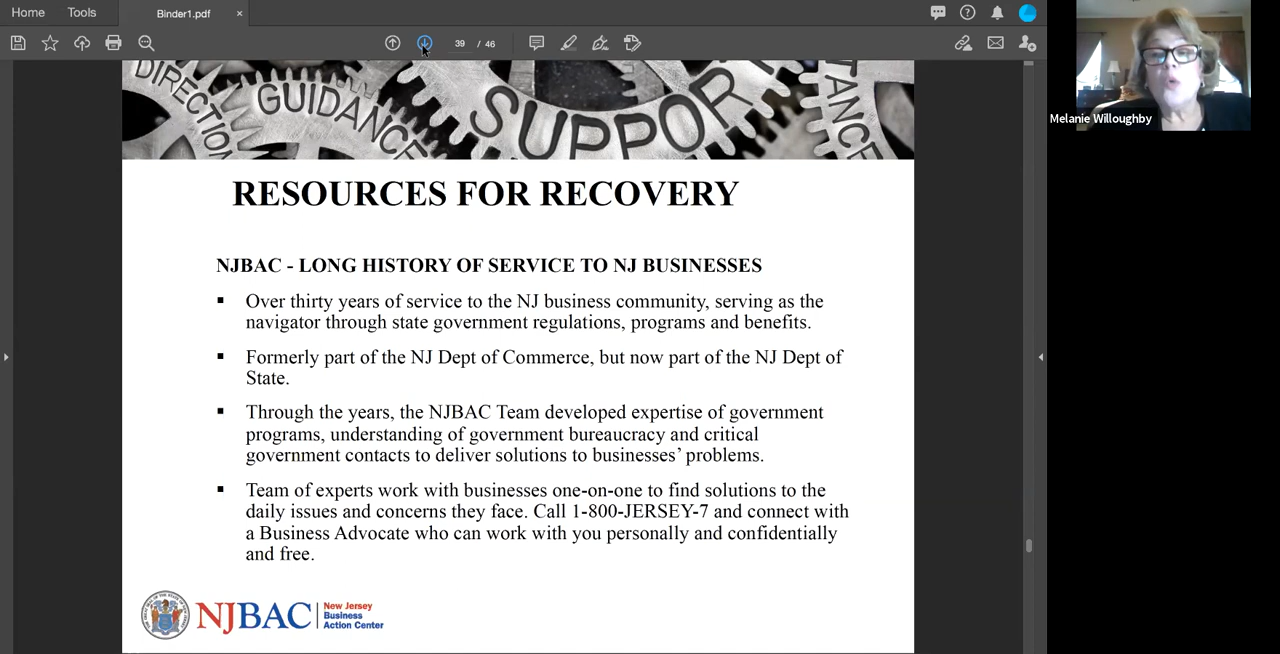 Home
Tools
Binder1.pdf
×
39 / 46
DIRECTION
GUIDANCE
SUPPORT
RESOURCES FOR RECOVERY
NJBAC - LONG HISTORY OF SERVICE TO NJ BUSINESSES
▪ Over thirty years of service to the NJ business community, serving as the
navigator through state government regulations, programs and benefits.
▪ Formerly part of the NJ Dept of Commerce, but now part of the NJ Dept of
State.
▪ Through the years, the NJBAC Team developed expertise of government
programs, understanding of government bureaucracy and critical
government contacts to deliver solutions to businesses’ problems.
▪ Team of experts work with businesses one-on-one to find solutions to the
daily issues and concerns they face. Call 1-800-JERSEY-7 and connect with
a Business Advocate who can work with you personally and confidentially
and free.
NJBAC
New Jersey
Business
Action Center
Melanie Willoughby